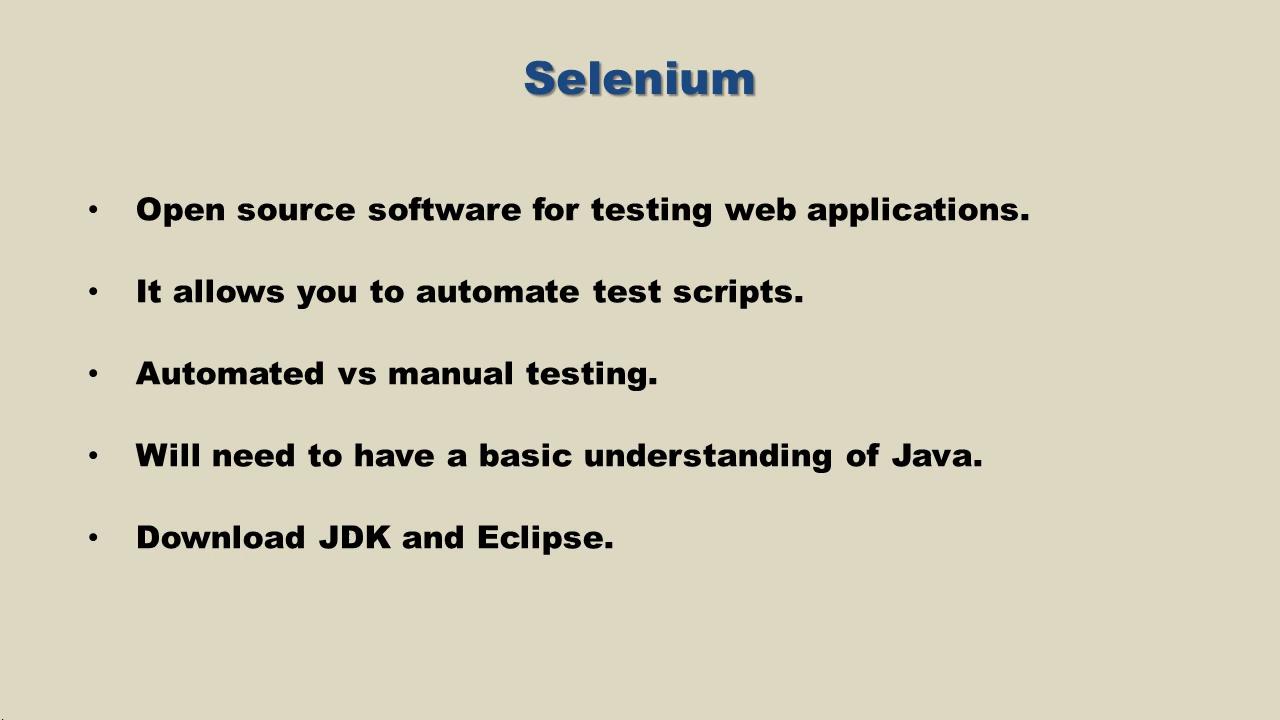 Selenium
• Open source software for testing web applications.
• It allows you to automate test scripts.
• Automated vs manual testing.
• Will need to have a basic understanding of Java.
• Download JDK and Eclipse.